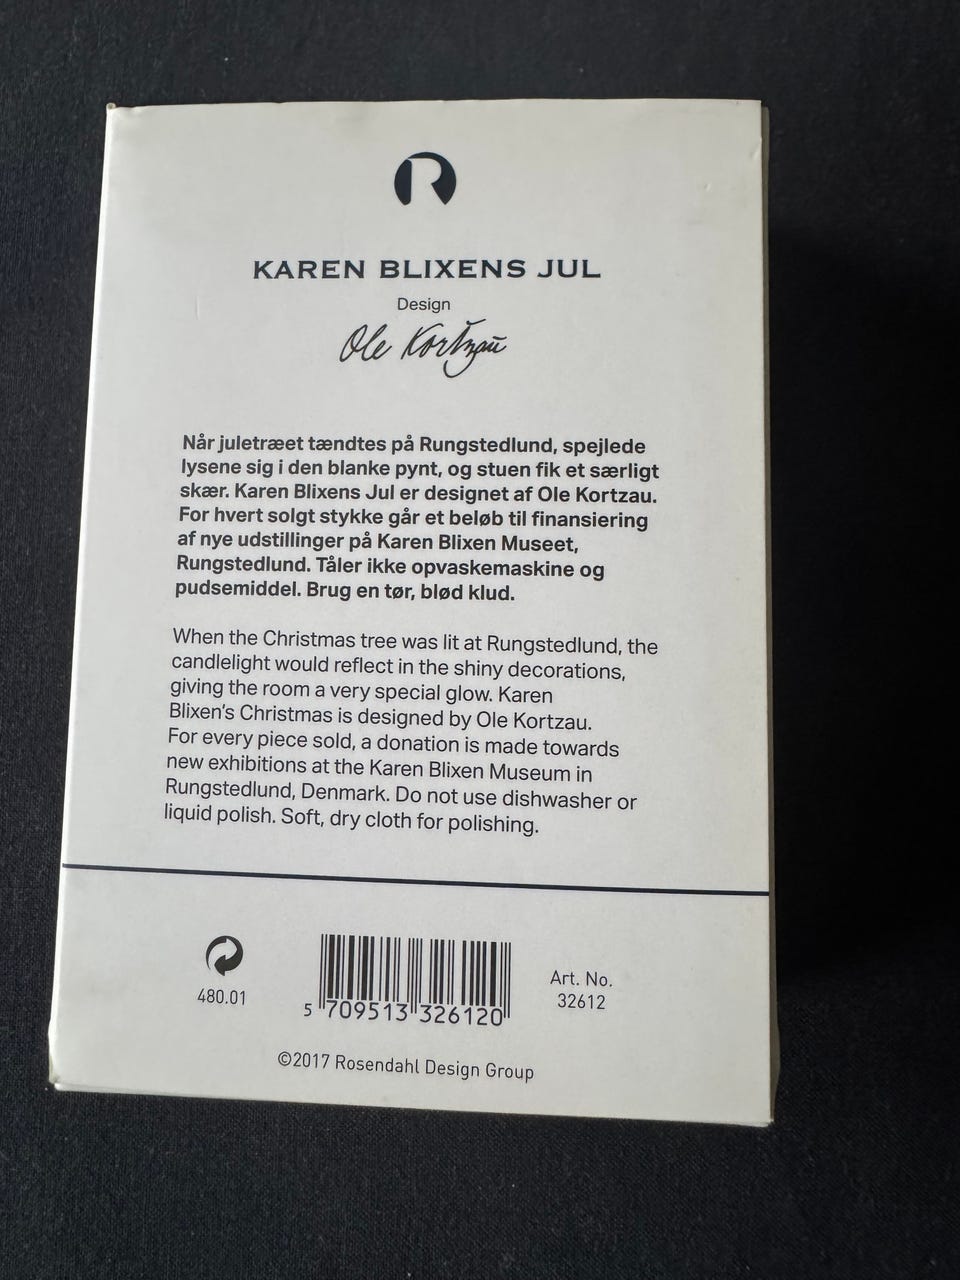 R
KAREN BLIXENS JUL
Design
Ole Kortzau
Når juletræet tændtes på Rungstedlund, spejlede
lysene sig i den blanke pynt, og stuen fik et særligt
skær. Karen Blixens Jul er designet af Ole Kortzau.
For hvert solgt stykke går et beløb til finansiering
af nye udstillinger på Karen Blixen Museet,
Rungstedlund. Tåler ikke opvaskemaskine og
pudsemiddel. Brug en tør, blød klud.
When the Christmas tree was lit at Rungstedlund, the
candlelight would reflect in the shiny decorations,
giving the room a very special glow. Karen
Blixen's Christmas is designed by Ole Kortzau.
For every piece sold, a donation is made towards
new exhibitions at the Karen Blixen Museum in
Rungstedlund, Denmark. Do not use dishwasher or
liquid polish. Soft, dry cloth for polishing.
480.01
5 709513 326120
Art. No.
32612
©2017 Rosendahl Design Group